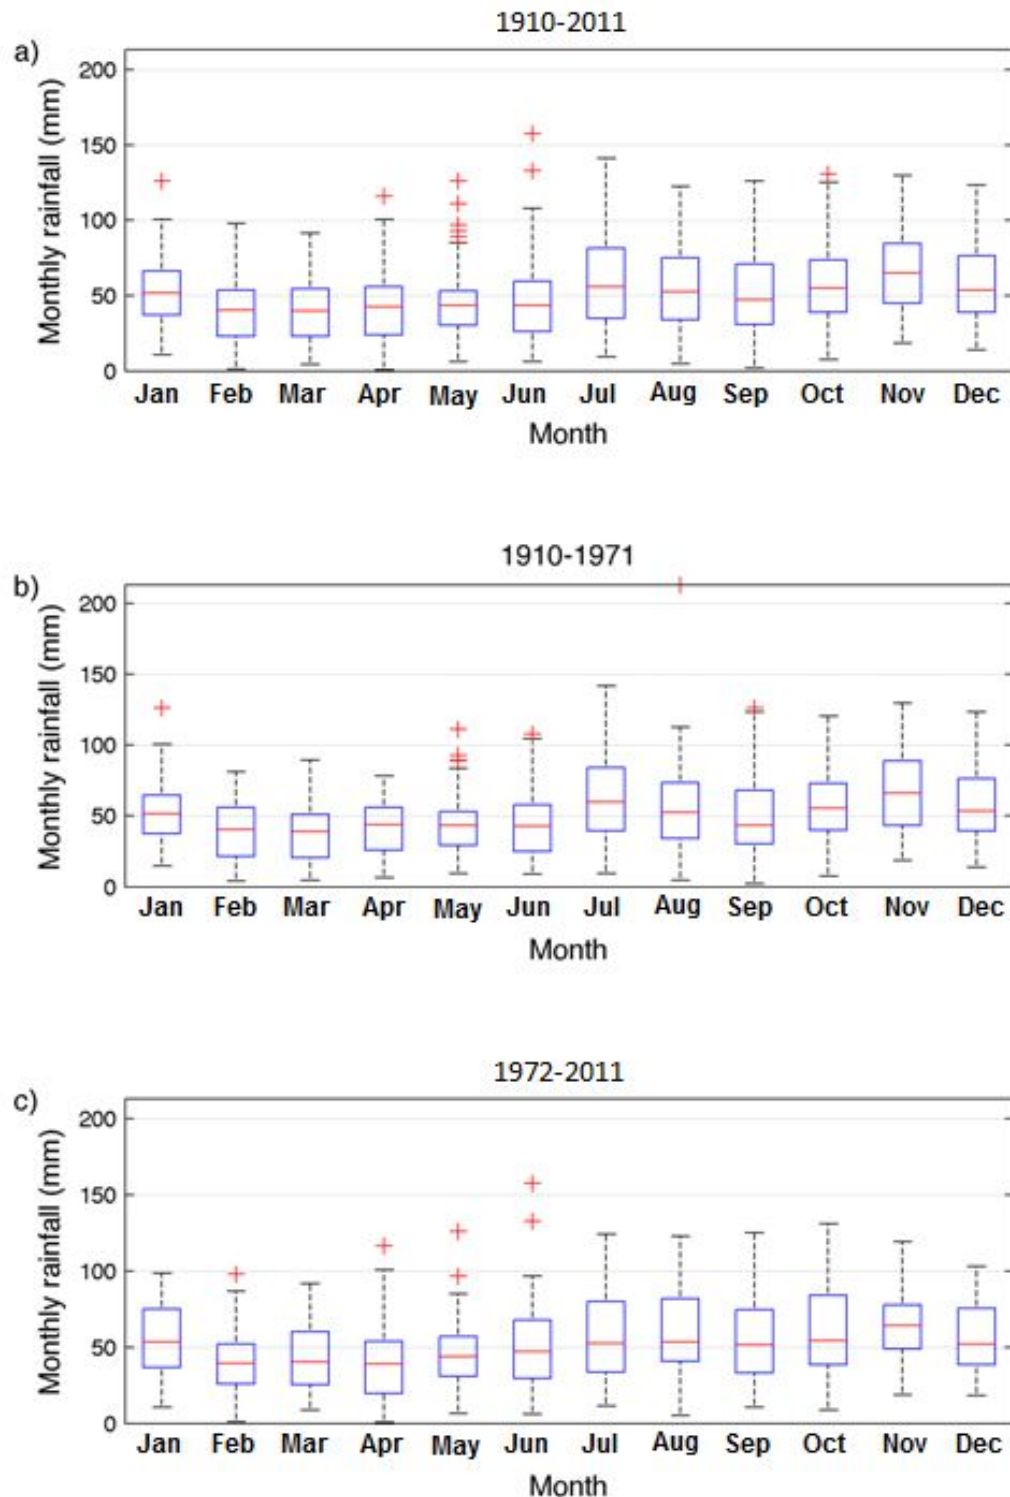 1910-2011
a)
Monthly rainfall (mm)
200
150
100
50
0
Jan Feb Mar Apr May Jun Jul Aug Sep Oct Nov Dec
Month
1910-1971
b)
Monthly rainfall (mm)
200
150
100
50
0
Jan Feb Mar Apr May Jun Jul Aug Sep Oct Nov Dec
Month
1972-2011
c)
Monthly rainfall (mm)
200
150
100
50
0
Jan Feb Mar Apr May Jun Jul Aug Sep Oct Nov Dec
Month